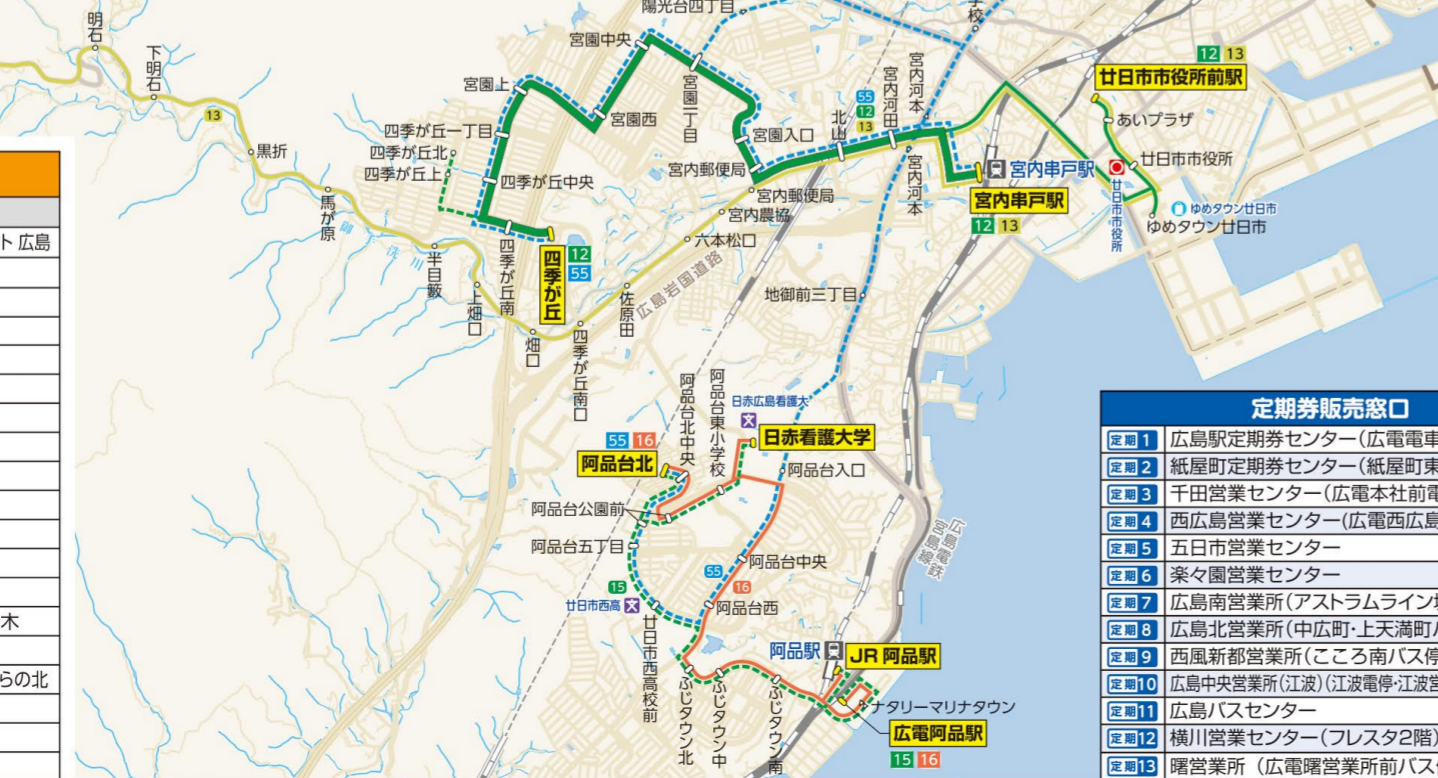 陽光台四丁目
学校
明石
下明石
宮園中央
宮園上
宮園西
宮園一丁目
宮園入口
四季が丘一丁目
四季が丘北
四季が丘上
四季が丘中央
宮内郵便局
宮内郵便局
宮内農協
六本松口
北山
55
12
13
宮内河田
宮内河本
宮内河本
12 13
廿日市市役所前駅
あいプラザ
廿日市市役所
廿日市市役所
ゆめタウン廿日市
ゆめタウン廿日市
宮内串戸駅
宮内串戸駅
12 13
13
黒折
馬が原
御洗川
半目籔
上畑口
四季が丘南
四季が丘
12
55
畑口
四季が丘南口
佐原田
広島岩国道路
地御前三丁目
阿品台北中央
阿品台東小学校
日赤広島看護大
文
日赤看護大学
55 16
阿品台北
阿品台入口
阿品台公園前
阿品台五丁目
阿品台中央
15
廿日市西高
文
55
16
阿品台西
廿日市西高校前
ふじタウン北
ふじタウン中
ふじタウン南
阿品駅
JR 阿品駅
ナタリーマリナタウン
広電阿品駅
15 16
広島電鉄
宮島線
ト 広島
木
らの北
定期券販売窓口
定期1 広島駅定期券センター(広電電車
定期2 紙屋町定期券センター(紙屋町東
定期3 千田営業センター(広電本社前電
定期4 西広島営業センター(広電西広島
定期5 五日市営業センター
定期6 楽々園営業センター
定期7 広島南営業所(アストラムライン
定期8 広島北営業所(中広町・上天満町
定期9 西風新都営業所(こころ南バス停
定期10 広島中央営業所(江波)(江波電停・江波営
定期11 広島バスセンター
定期12 横川営業センター(フレスタ2階)
定期13 曙営業所(広電曙営業所前バス